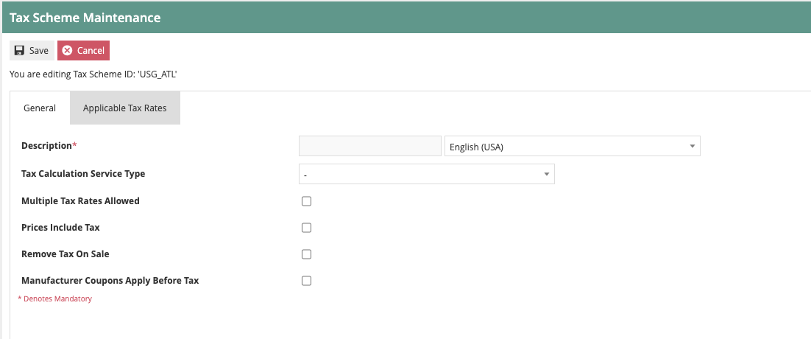 Tax Scheme Maintenance
Save Cancel
You are editing Tax Scheme ID: 'USG_ATL'
General Applicable Tax Rates
Description* English (USA)
Tax Calculation Service Type -
Multiple Tax Rates Allowed
Prices Include Tax
Remove Tax On Sale
Manufacturer Coupons Apply Before Tax
* Denotes Mandatory